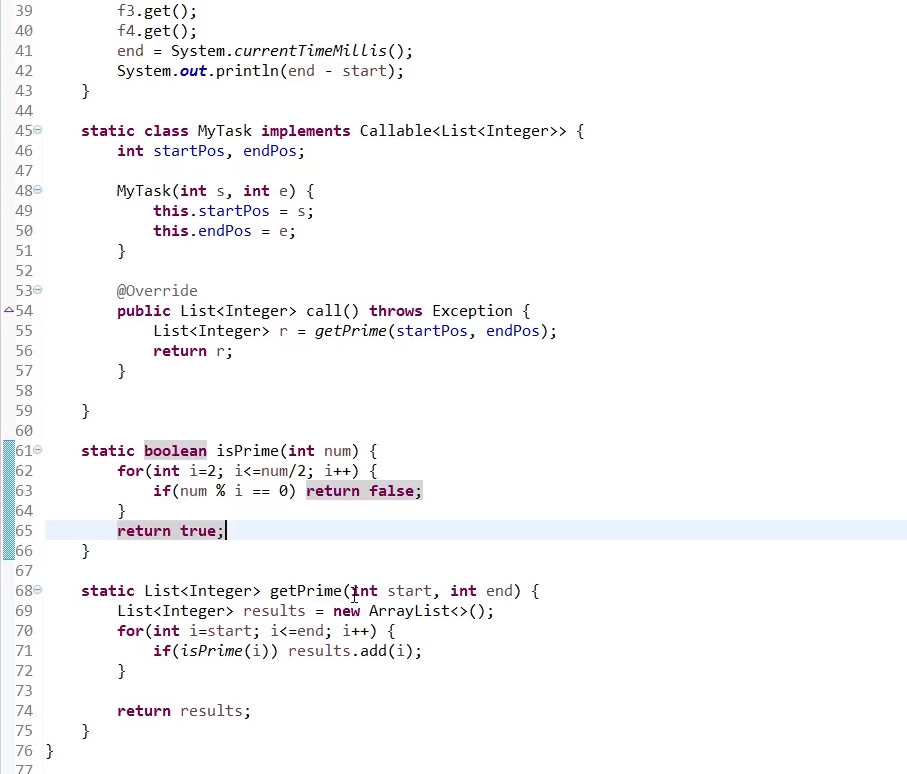 39 f3.get();
40 f4.get();
41 end = System.currentTimeMillis();
42 System.out.println(end - start);
43 }
44
45 static class MyTask implements Callable<List<Integer>> {
46 int startPos, endPos;
47
48 MyTask(int s, int e) {
49 this.startPos = s;
50 this.endPos = e;
51 }
52
53 @Override
54 public List<Integer> call() throws Exception {
55 List<Integer> r = getPrime(startPos, endPos);
56 return r;
57 }
58
59 }
60
61 static boolean isPrime(int num) {
62 for(int i=2; i<=num/2; i++) {
63 if(num % i == 0) return false;
64 }
65 return true;
66 }
67
68 static List<Integer> getPrime(int start, int end) {
69 List<Integer> results = new ArrayList<>();
70 for(int i=start; i<=end; i++) {
71 if(isPrime(i)) results.add(i);
72 }
73
74 return results;
75 }
76 }
77